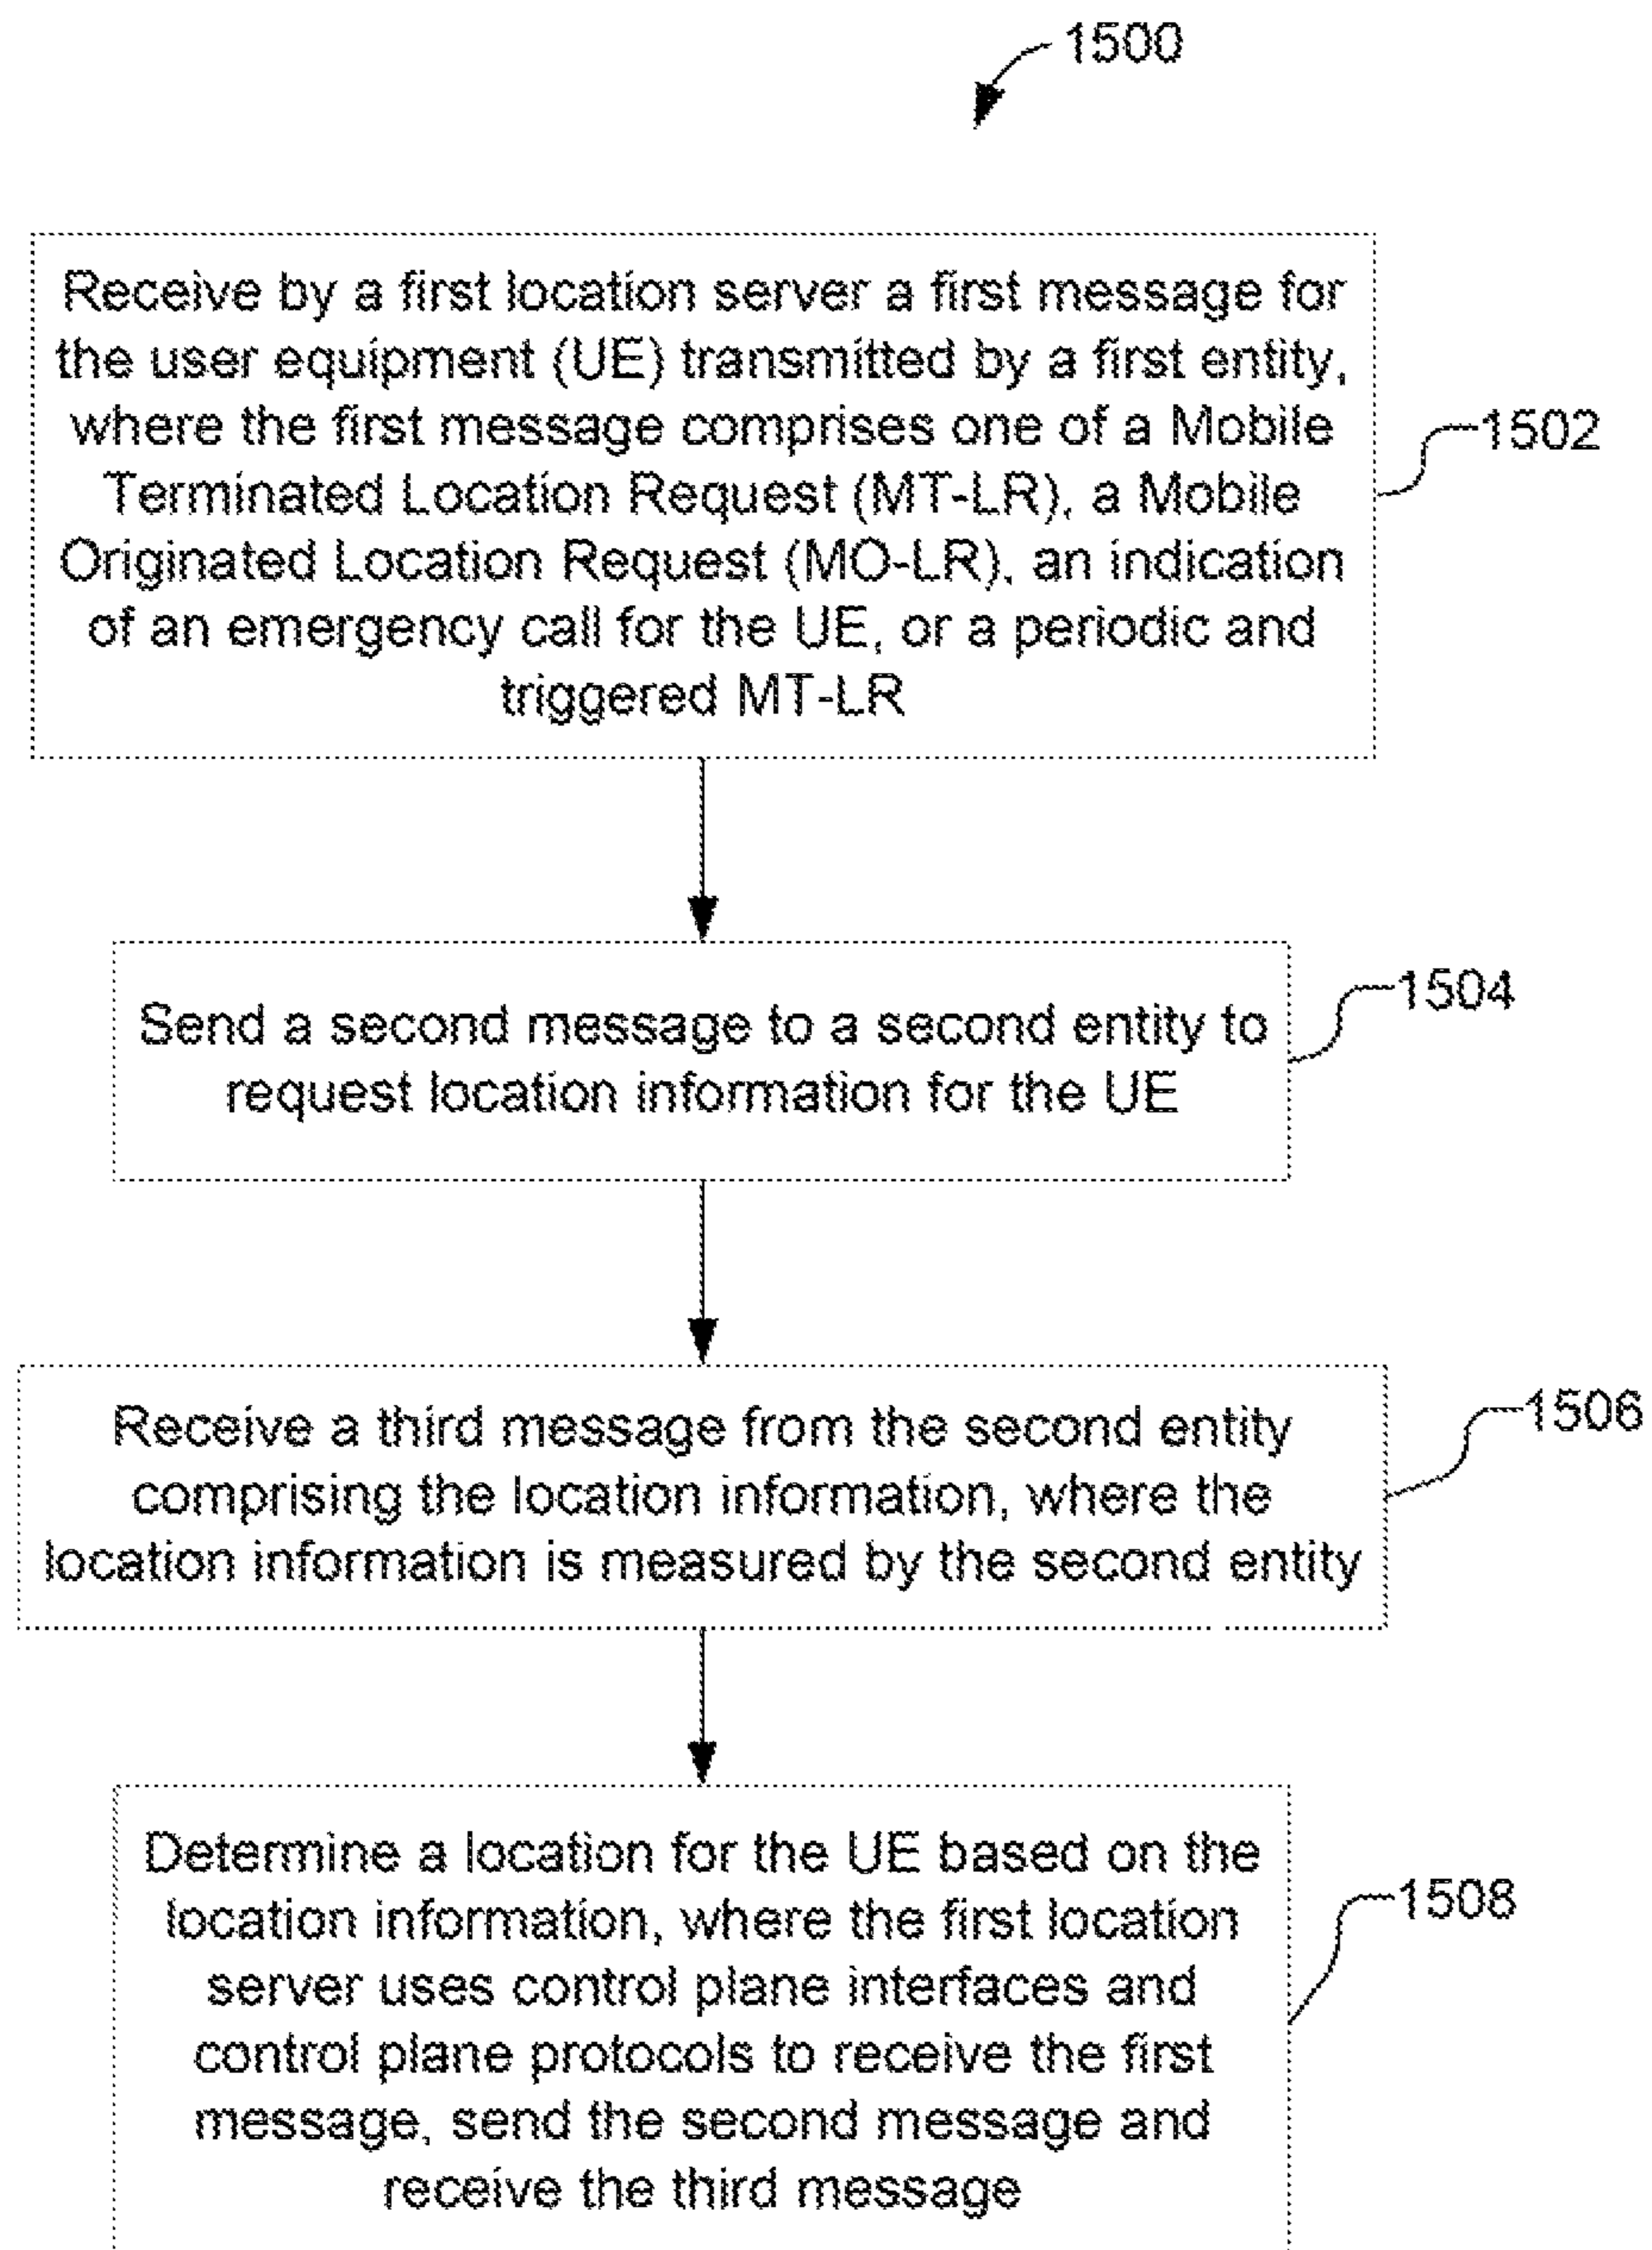 1500
Receive by a first location server a first message for
the user equipment (UE) transmitted by a first entity,
where the first message comprises one of a Mobile
Terminated Location Request (MT-LR), a Mobile
Originated Location Request (MO-LR), an indication
of an emergency call for the UE, or a periodic and
triggered MT-LR
1502
Send a second message to a second entity to
request location information for the UE
1504
Receive a third message from the second entity
comprising the location information, where the
location information is measured by the second entity
1506
Determine a location for the UE based on the
location information, where the first location
server uses control plane interfaces and
control plane protocols to receive the first
message, send the second message and
receive the third message
1508